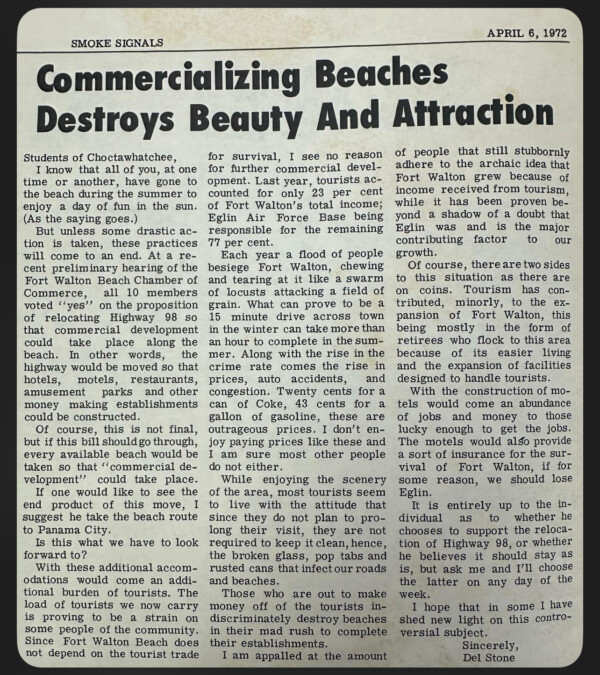 SMOKE SIGNALS
APRIL 6, 1972
Commercializing Beaches
Destroys Beauty And Attraction
Students of Choctawhatchee,
I know that all of you, at one
time or another, have gone to
the beach during the summer to
enjoy a day of fun in the sun.
(As the saying goes.)
But unless some drastic ac-
tion is taken, these practices
will come to an end. At a re-
cent preliminary hearing of the
Fort Walton Beach Chamber of
Commerce, all 10 members
voted "yes" on the proposition
of relocating Highway 98 so
that commercial development
could take place along the
beach. In other words, the
highway would be moved so that
hotels, motels, restaurants,
amusement parks and other
money making establishments
could be constructed.
Of course, this is not final,
but if this bill should go through,
every available beach would be
taken so that "commercial de-
velopment" could take place.
If one would like to see the
end product of this move, I
suggest he take the beach route
to Panama City.
Is this what we have to look
forward to?
With these additional accom-
odations would come an addi-
tional burden of tourists. The
load of tourists we now carry
is proving to be a strain on
some people of the community.
Since Fort Walton Beach does
not depend on the tourist trade
for survival, I see no reason
for further commercial devel-
opment. Last year, tourists ac-
counted for only 23 per cent
of Fort Walton's total income;
Eglin Air Force Base being
responsible for the remaining
77 per cent.
Each year a flood of people
besiege Fort Walton, chewing
and tearing at it like a swarm
of locusts attacking a field of
grain. What can prove to be a
15 minute drive across town
in the winter can take more than
an hour to complete in the sum-
mer. Along with the rise in the
crime rate comes the rise in
prices, auto accidents, and
congestion. Twenty cents for a
can of Coke, 43 cents for a
gallon of gasoline, these are
outrageous prices. I don't en-
joy paying prices like these and
I am sure most other people
do not either.
While enjoying the scenery
of the area, most tourists seem
to live with the attitude that
since they do not plan to pro-
long their visit, they are not
required to keep it clean, hence,
the broken glass, pop tabs and
rusted cans that infect our roads
and beaches.
Those who are out to make
money off of the tourists in-
discriminately destroy beaches
in their mad rush to complete
their establishments.
I am appalled at the amount
of people that still stubbornly
adhere to the archaic idea that
Fort Walton grew because of
income received from tourism,
while it has been proven be-
yond a shadow of a doubt that
Eglin was and is the major
contributing factor to our
growth.
Of course, there are two sides
to this situation as there are
on coins. Tourism has con-
tributed, minorly, to the ex-
pansion of Fort Walton, this
being mostly in the form of
retirees who flock to this area
because of its easier living
and the expansion of facilities
designed to handle tourists.
With the construction of mo-
tels would come an abundance
of jobs and money to those
lucky enough to get the jobs.
The motels would also provide
a sort of insurance for the sur-
vival of Fort Walton, if for
some reason, we should lose
Eglin.
It is entirely up to the in-
dividual as to whether he
chooses to support the reloca-
tion of Highway 98, or whether
he believes it should stay as
is, but ask me and I'll choose
the latter on any day of the
week.
I hope that in some I have
shed new light on this contro-
versial subject.
Sincerely,
Del Stone